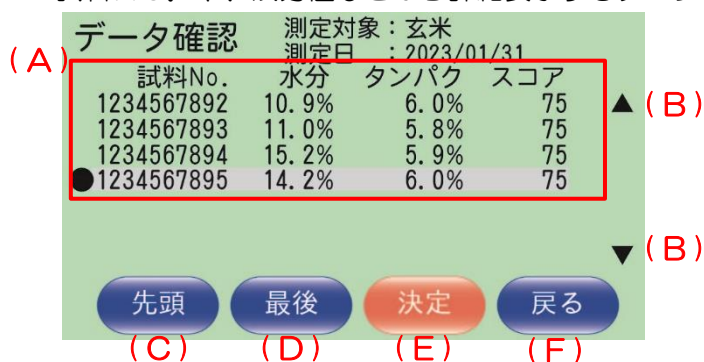 データ確認 測定対象：玄米
測定日 ：2023/01/31
(A)
試料No. 水分 タンパク スコア
1234567892 10.9% 6.0% 75 ▲ (B)
1234567893 11.0% 5.8% 75
1234567894 15.2% 5.9% 75
●1234567895 14.2% 6.0% 75
▼ (B)
先頭 最後 決定 戻る
(C) (D) (E) (F)